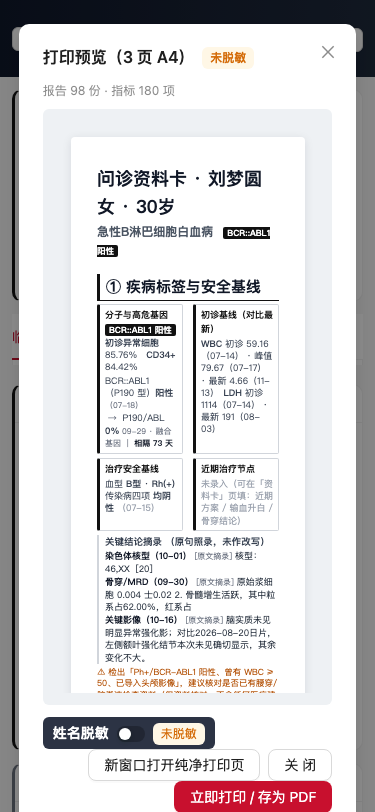 打印预览（3 页 A4） 未脱敏
报告 98 份 · 指标 180 项
问诊资料卡 · 刘梦圆
女 · 30岁
急性B淋巴细胞白血病 BCR::ABL1
阳性
① 疾病标签与安全基线
分子与高危基因
BCR::ABL1 阳性
初诊异常细胞
85.76% CD34+
84.42%
BCR::ABL1
（P190 型）阳性
（07-18）
→ P190/ABL
0% 09-29 · 融合
基因 | 相隔 73 天
初诊基线（对比最
新）
WBC 初诊 59.16
（07-14） · 峰值
79.67（07-17）
· 最新 4.66（11-
13） LDH 初诊
1114（07-14） ·
最新 191（08-
03）
治疗安全基线
血型 B型 · Rh(+)
传染病四项 均阴
性 （07-15）
近期治疗节点
未录入（可在「资
料卡」页填：近期
方案 / 输血升白 /
骨穿结论）
关键结论摘录 （原句照录，未作改写）
染色体核型（10-01） [原文摘录] 核型：
46,XX［20］
骨穿/MRD（09-30） [原文摘录] 原始浆细
胞 0.004 士0.02 2. 骨髓增生活跃，其中粒
系占62.00%，红系占
关键影像（10-16） [原文摘录] 脑实质未见
明显异常强化影；对比2026-08-20日片，
左侧额叶强化结节本次未见确切显示，其余
变化不大。
⚠ 检出「Ph+/BCR-ABL1 阳性、曾有 WBC ≥
50、已导入头颅影像」，建议核对是否已有腰穿/
姓名脱敏 未脱敏
新窗口打开纯净打印页 关 闭
立即打印 / 存为 PDF